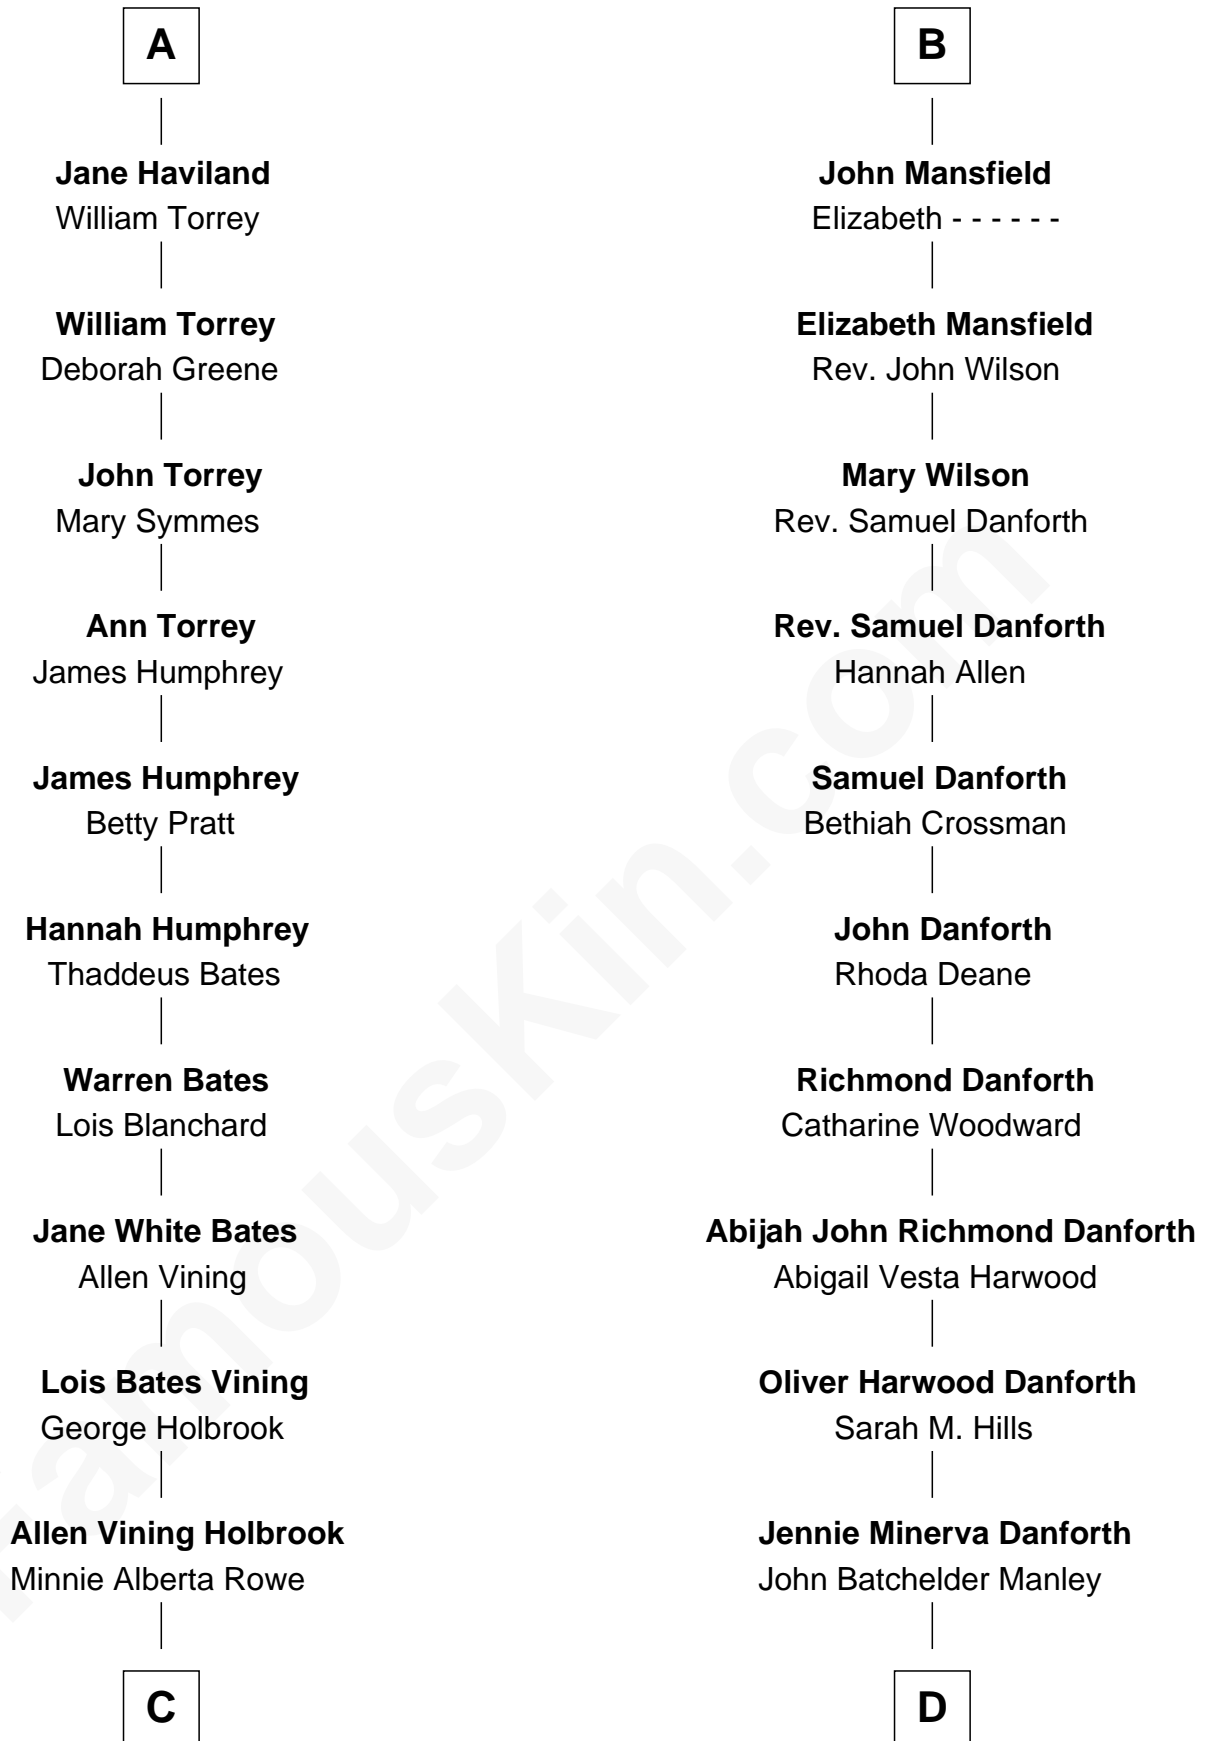 A
Jane Haviland
William Torrey
William Torrey
Deborah Greene
John Torrey
Mary Symmes
Ann Torrey
James Humphrey
James Humphrey
Betty Pratt
Hannah Humphrey
Thaddeus Bates
Warren Bates
Lois Blanchard
Jane White Bates
Allen Vining
Lois Bates Vining
George Holbrook
Allen Vining Holbrook
Minnie Alberta Rowe
C
B
John Mansfield
Elizabeth - - - - - -
Elizabeth Mansfield
Rev. John Wilson
Mary Wilson
Rev. Samuel Danforth
Rev. Samuel Danforth
Hannah Allen
Samuel Danforth
Bethiah Crossman
John Danforth
Rhoda Deane
Richmond Danforth
Catharine Woodward
Abijah John Richmond Danforth
Abigail Vesta Harwood
Oliver Harwood Danforth
Sarah M. Hills
Jennie Minerva Danforth
John Batchelder Manley
D
FamousKin.com